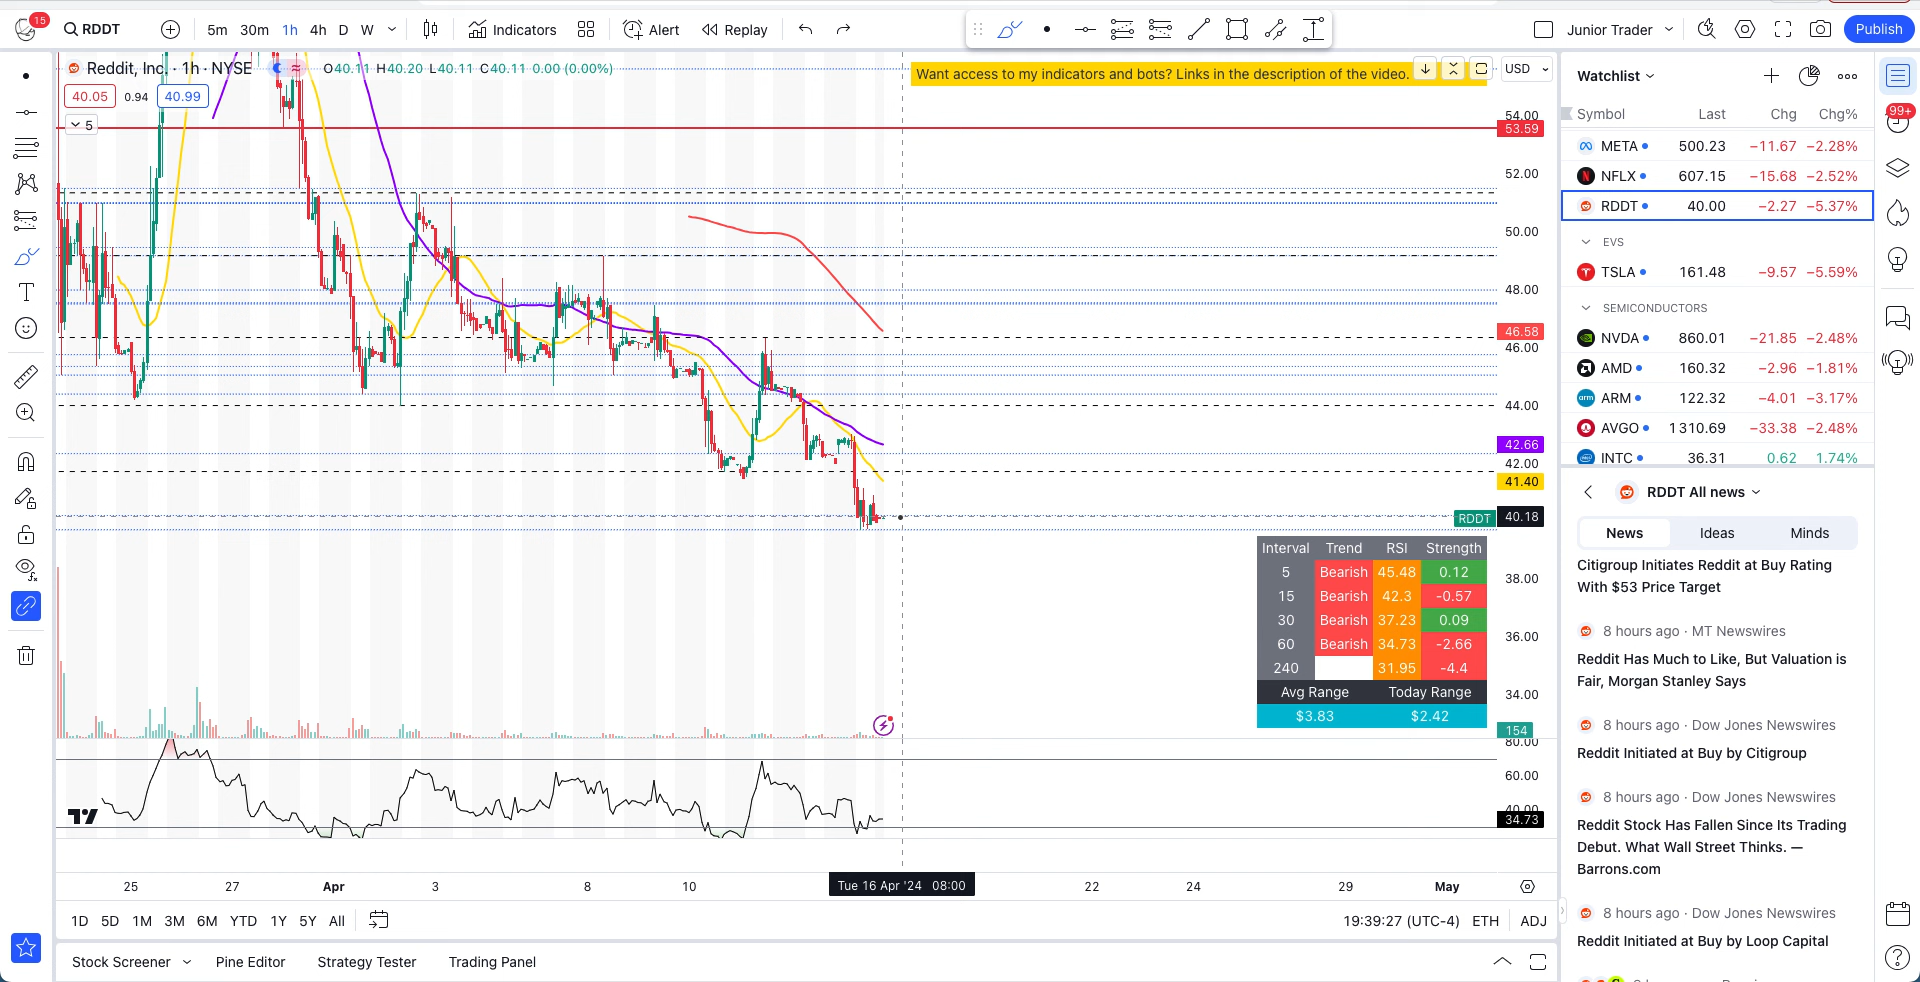 15
RDDT
5m 30m 1h 4h D W
Indicators
Alert
Replay
Junior Trader
Publish
Reddit, Inc. · 1h · NYSE
O40.11 H40.20 L40.11 C40.11 0.00 (0.00%)
40.05 0.94 40.99
5
Want access to my indicators and bots? Links in the description of the video.
USD
54.00
53.59
52.00
50.00
48.00
46.58
46.00
44.00
42.66
42.00
41.40
RDDT 40.18
38.00
36.00
34.00
154
80.00
60.00
40.00
34.73
Interval Trend RSI Strength
5 Bearish 45.48 0.12
15 Bearish 42.3 -0.57
30 Bearish 37.23 0.09
60 Bearish 34.73 -2.66
240 31.95 -4.4
Avg Range Today Range
$3.83 $2.42
25 27 Apr 3 8 10 Tue 16 Apr '24 08:00 22 24 29 May
1D 5D 1M 3M 6M YTD 1Y 5Y All
19:39:27 (UTC-4) ETH ADJ
Stock Screener Pine Editor Strategy Tester Trading Panel
Watchlist
Symbol Last Chg Chg%
META 500.23 −11.67 −2.28%
NFLX 607.15 −15.68 −2.52%
RDDT 40.00 −2.27 −5.37%
EVS
TSLA 161.48 −9.57 −5.59%
SEMICONDUCTORS
NVDA 860.01 −21.85 −2.48%
AMD 160.32 −2.96 −1.81%
arm ARM 122.32 −4.01 −3.17%
AVGO 1310.69 −33.38 −2.48%
INTC 36.31 0.62 1.74%
RDDT All news
News Ideas Minds
Citigroup Initiates Reddit at Buy Rating
With $53 Price Target
8 hours ago · MT Newswires
Reddit Has Much to Like, But Valuation is
Fair, Morgan Stanley Says
8 hours ago · Dow Jones Newswires
Reddit Initiated at Buy by Citigroup
8 hours ago · Dow Jones Newswires
Reddit Stock Has Fallen Since Its Trading
Debut. What Wall Street Thinks. —
Barrons.com
8 hours ago · Dow Jones Newswires
Reddit Initiated at Buy by Loop Capital
99+